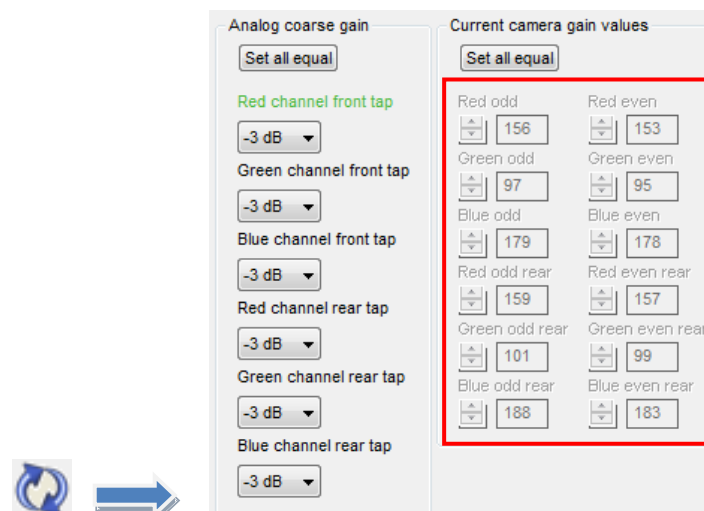 Analog coarse gain
Set all equal
Red channel front tap
-3 dB
Green channel front tap
-3 dB
Blue channel front tap
-3 dB
Red channel rear tap
-3 dB
Green channel rear tap
-3 dB
Blue channel rear tap
-3 dB
Current camera gain values
Set all equal
Red odd Red even
156 153
Green odd Green even
97 95
Blue odd Blue even
179 178
Red odd rear Red even rear
159 157
Green odd rear Green even rear
101 99
Blue odd rear Blue even rear
188 183